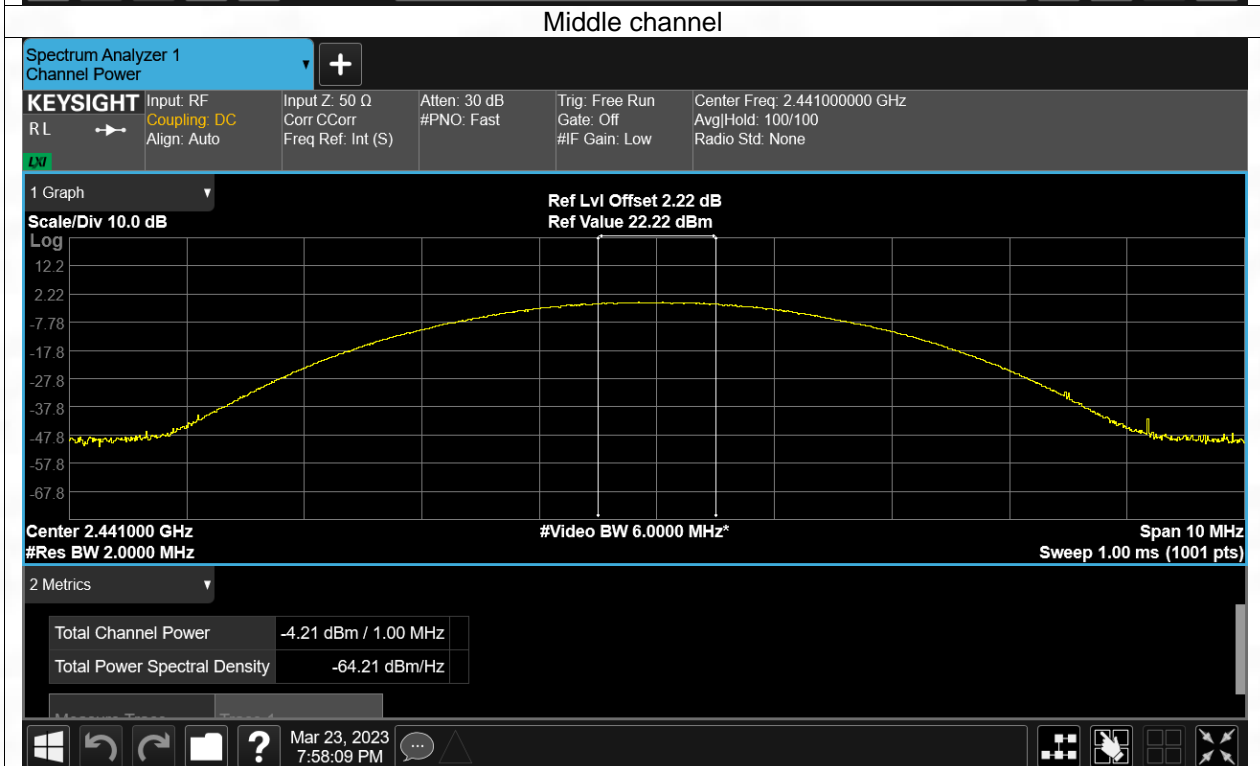 Middle channel
Spectrum Analyzer 1
Channel Power
+
KEYSIGHT
RL
LXI
Input: RF
Coupling: DC
Align: Auto
Input Z: 50 Ω
Corr CCorr
Freq Ref: Int (S)
Atten: 30 dB
#PNO: Fast
Trig: Free Run
Gate: Off
#IF Gain: Low
Center Freq: 2.441000000 GHz
Avg|Hold: 100/100
Radio Std: None
1 Graph
Scale/Div 10.0 dB
Ref Lvl Offset 2.22 dB
Ref Value 22.22 dBm
Log
12.2
2.22
-7.78
-17.8
-27.8
-37.8
-47.8
-57.8
-67.8
Center 2.441000 GHz
#Video BW 6.0000 MHz*
Span 10 MHz
#Res BW 2.0000 MHz
Sweep 1.00 ms (1001 pts)
2 Metrics
Total Channel Power -4.21 dBm / 1.00 MHz
Total Power Spectral Density -64.21 dBm/Hz
?
Mar 23, 2023
7:58:09 PM